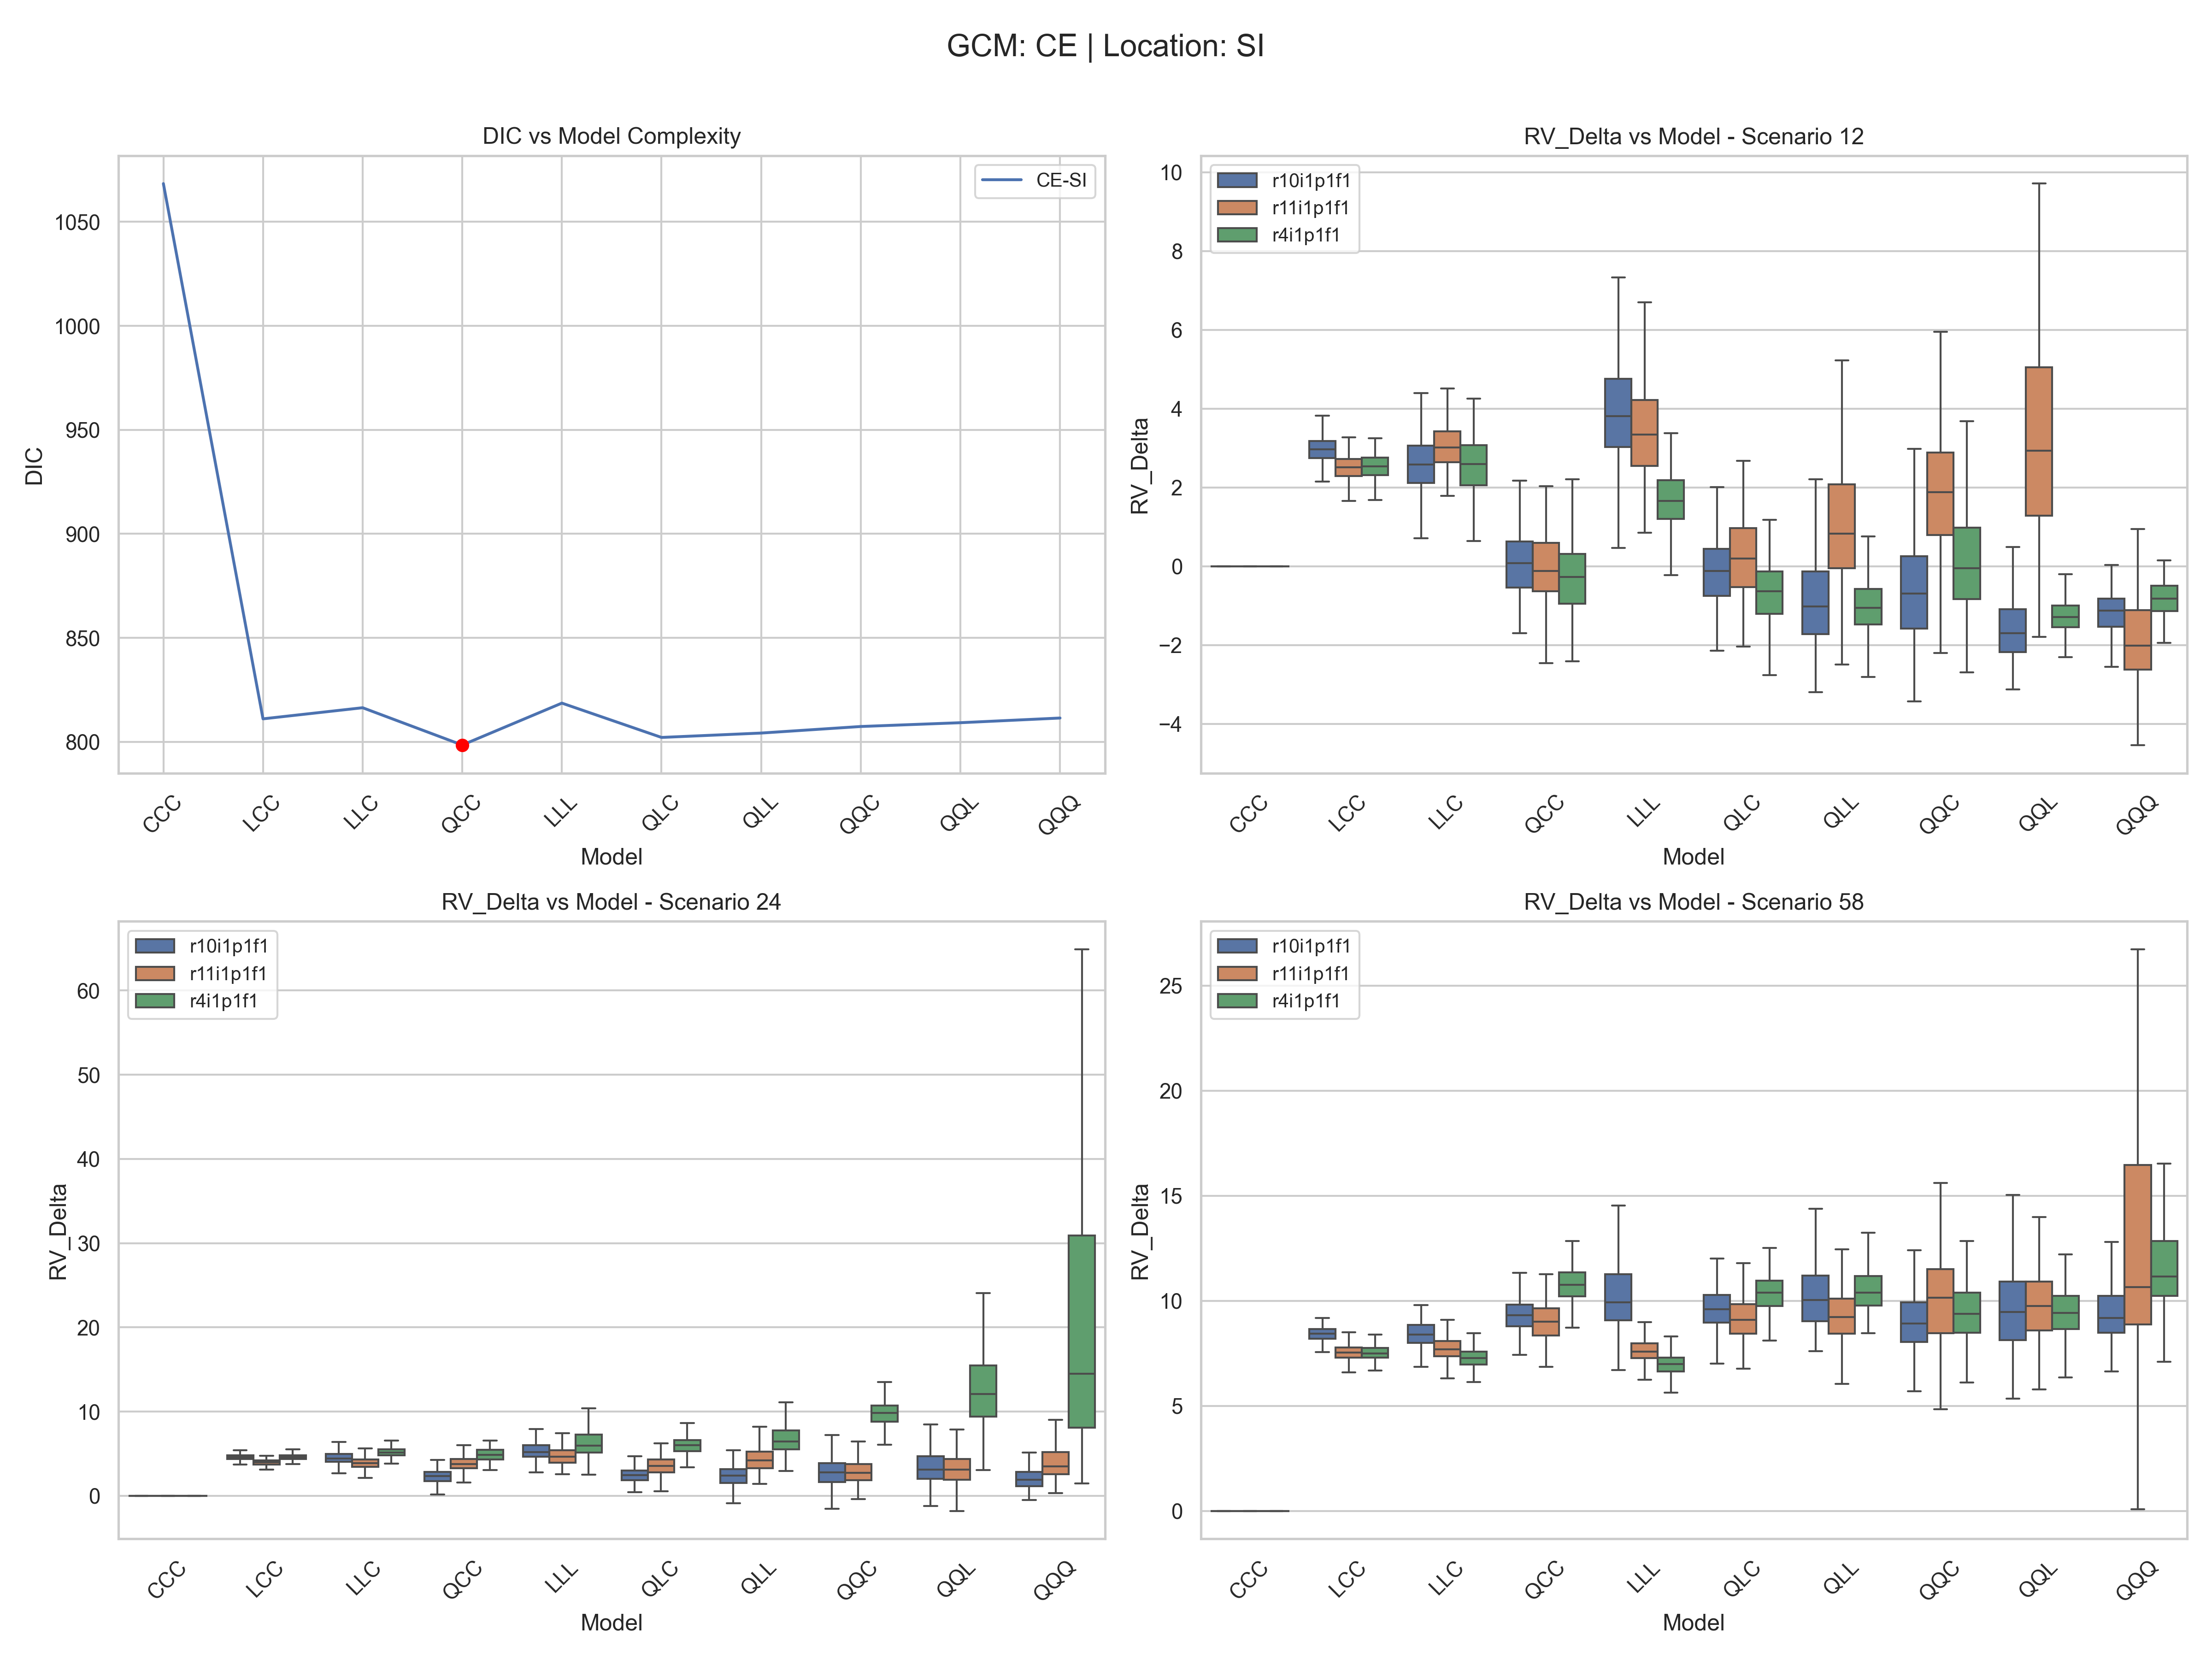 GCM: CE | Location: SI
DIC vs Model Complexity
DIC
1050
1000
950
900
850
800
CE-SI
CCC
LCC
LLC
QCC
LLL
QLC
QLL
QQC
QQL
QQQ
Model
RV_Delta vs Model - Scenario 12
RV_Delta
10
8
6
4
2
0
−2
−4
r10i1p1f1
r11i1p1f1
r4i1p1f1
CCC
LCC
LLC
QCC
LLL
QLC
QLL
QQC
QQL
QQQ
Model
RV_Delta vs Model - Scenario 24
RV_Delta
60
50
40
30
20
10
0
r10i1p1f1
r11i1p1f1
r4i1p1f1
CCC
LCC
LLC
QCC
LLL
QLC
QLL
QQC
QQL
QQQ
Model
RV_Delta vs Model - Scenario 58
RV_Delta
25
20
15
10
5
0
r10i1p1f1
r11i1p1f1
r4i1p1f1
CCC
LCC
LLC
QCC
LLL
QLC
QLL
QQC
QQL
QQQ
Model